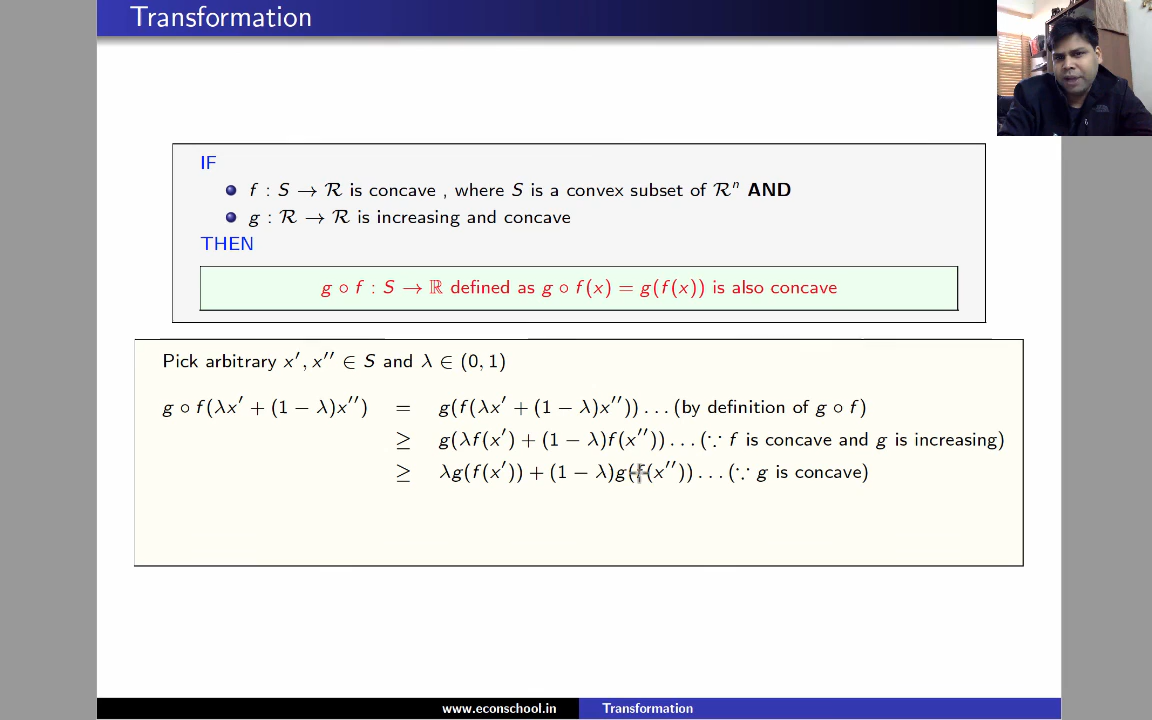 Transformation
IF
f : S → ℛ is concave , where S is a convex subset of ℛⁿ AND
g : ℛ → ℛ is increasing and concave
THEN
g ∘ f : S → ℝ defined as g ∘ f(x) = g(f(x)) is also concave
Pick arbitrary x′, x″ ∈ S and λ ∈ (0, 1)
g ∘ f(λx′ + (1 − λ)x″) = g(f(λx′ + (1 − λ)x″)) . . . (by definition of g ∘ f)
≥ g(λf(x′) + (1 − λ)f(x″)) . . . (∵ f is concave and g is increasing)
≥ λg(f(x′)) + (1 − λ)g(f(x″)) . . . (∵ g is concave)
www.econschool.in Transformation